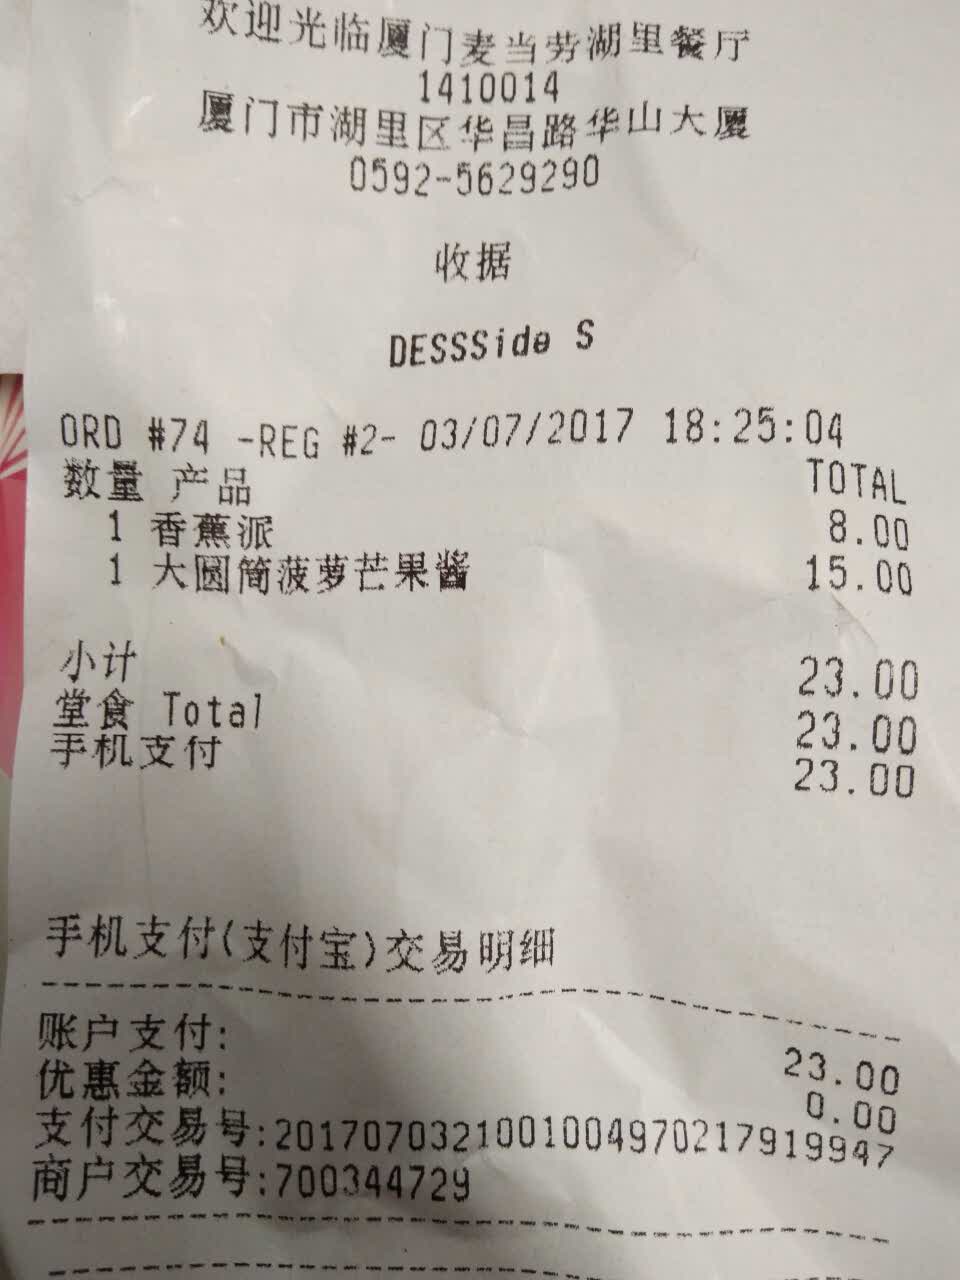 欢迎光临厦门麦当劳湖里餐厅
1410014
厦门市湖里区华昌路华山大厦
0592-5629290
收据
DESSSide S
ORD #74 -REG #2- 03/07/2017 18:25:04
数量 产品 TOTAL
1 香蕉派 8.00
1 大圆筒菠萝芒果酱 15.00
小计 23.00
堂食 Total 23.00
手机支付 23.00
手机支付(支付宝)交易明细
账户支付: 23.00
优惠金额: 0.00
支付交易号:2017070321001004970217919947
商户交易号:700344729